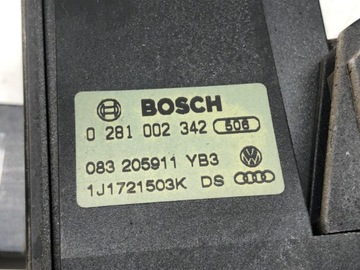 BOSCH
0 281 002 342 506
083 205911 YB3
1J1721503K DS